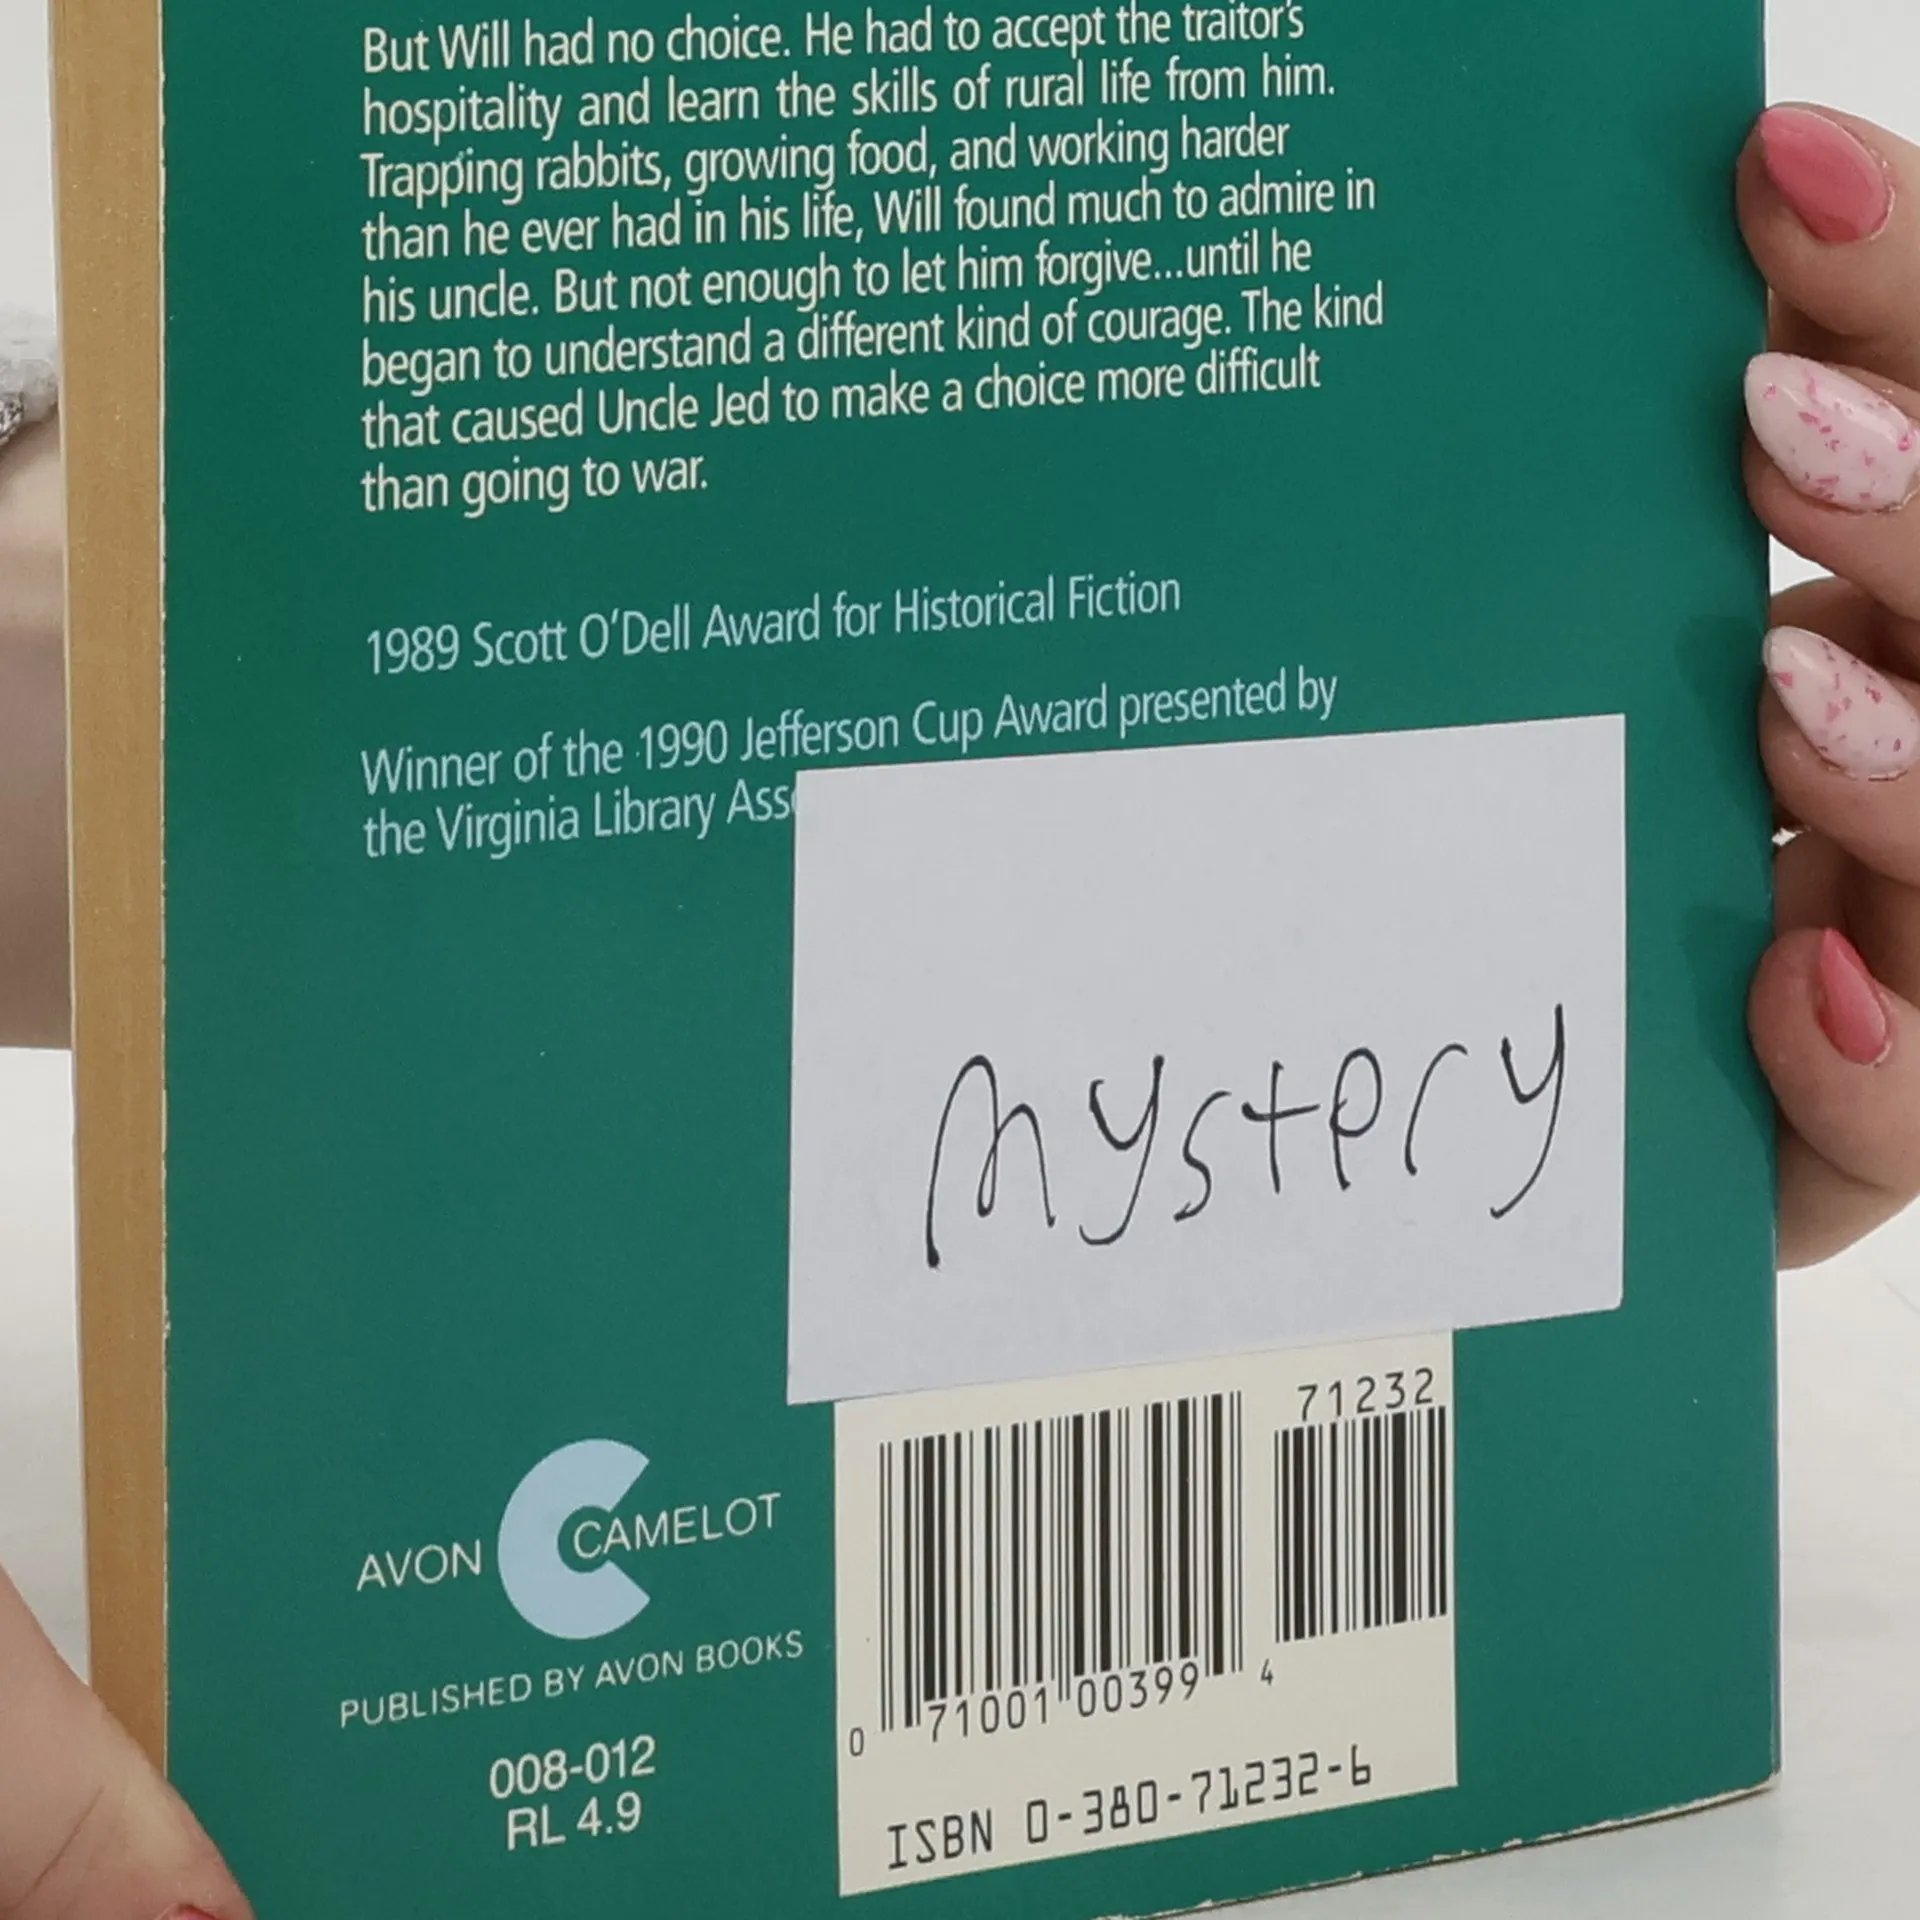 But Will had no choice. He had to accept the traitor's
hospitality and learn the skills of rural life from him.
Trapping rabbits, growing food, and working harder
than he ever had in his life, Will found much to admire in
his uncle. But not enough to let him forgive...until he
began to understand a different kind of courage. The kind
that caused Uncle Jed to make a choice more difficult
than going to war.
1989 Scott O'Dell Award for Historical Fiction
Winner of the 1990 Jefferson Cup Award presented by
the Virginia Library
mystery
AVON CAMELOT
PUBLISHED BY AVON BOOKS
008-012
RL 4.9
71232
0 71001 00399 4
ISBN 0-380-71232-6